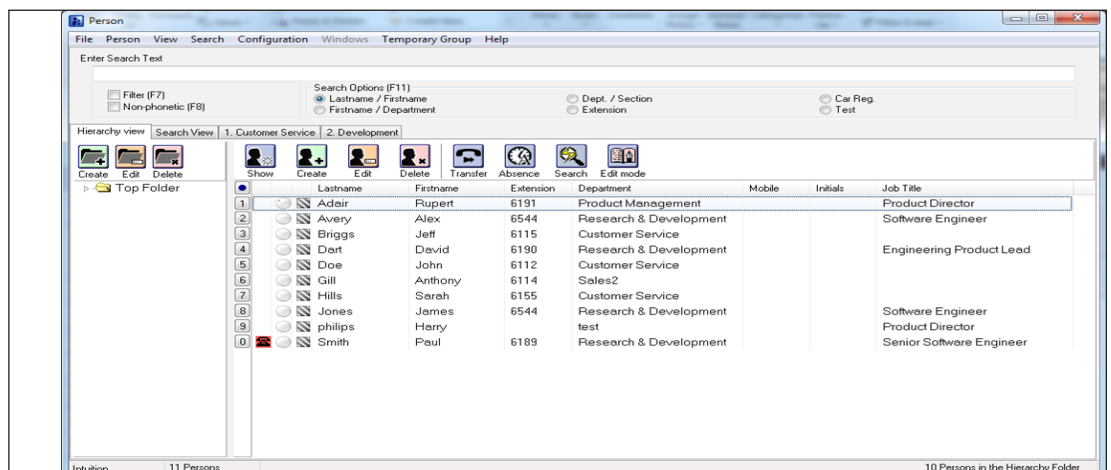 Person
File Person View Search Configuration Windows Temporary Group Help
Enter Search Text
Filter (F7)
Non-phonetic (F8)
Search Options (F11)
Lastname / Firstname Dept. / Section Car Reg.
Firstname / Department Extension Test
Hierarchy view Search View 1. Customer Service 2. Development
Create Edit Delete Show Create Edit Delete Transfer Absence Search Edit mode
Top Folder
Lastname Firstname Extension Department Mobile Initials Job Title
1 Adair Rupert 6191 Product Management Product Director
2 Avery Alex 6544 Research & Development Software Engineer
3 Briggs Jeff 6115 Customer Service
4 Dart David 6190 Research & Development Engineering Product Lead
5 Doe John 6112 Customer Service
6 Gill Anthony 6114 Sales2
7 Hills Sarah 6155 Customer Service
8 Jones James 6544 Research & Development Software Engineer
9 philips Harry test Product Director
0 Smith Paul 6189 Research & Development Senior Software Engineer
Intuition 11 Persons 10 Persons in the Hierarchy Folder